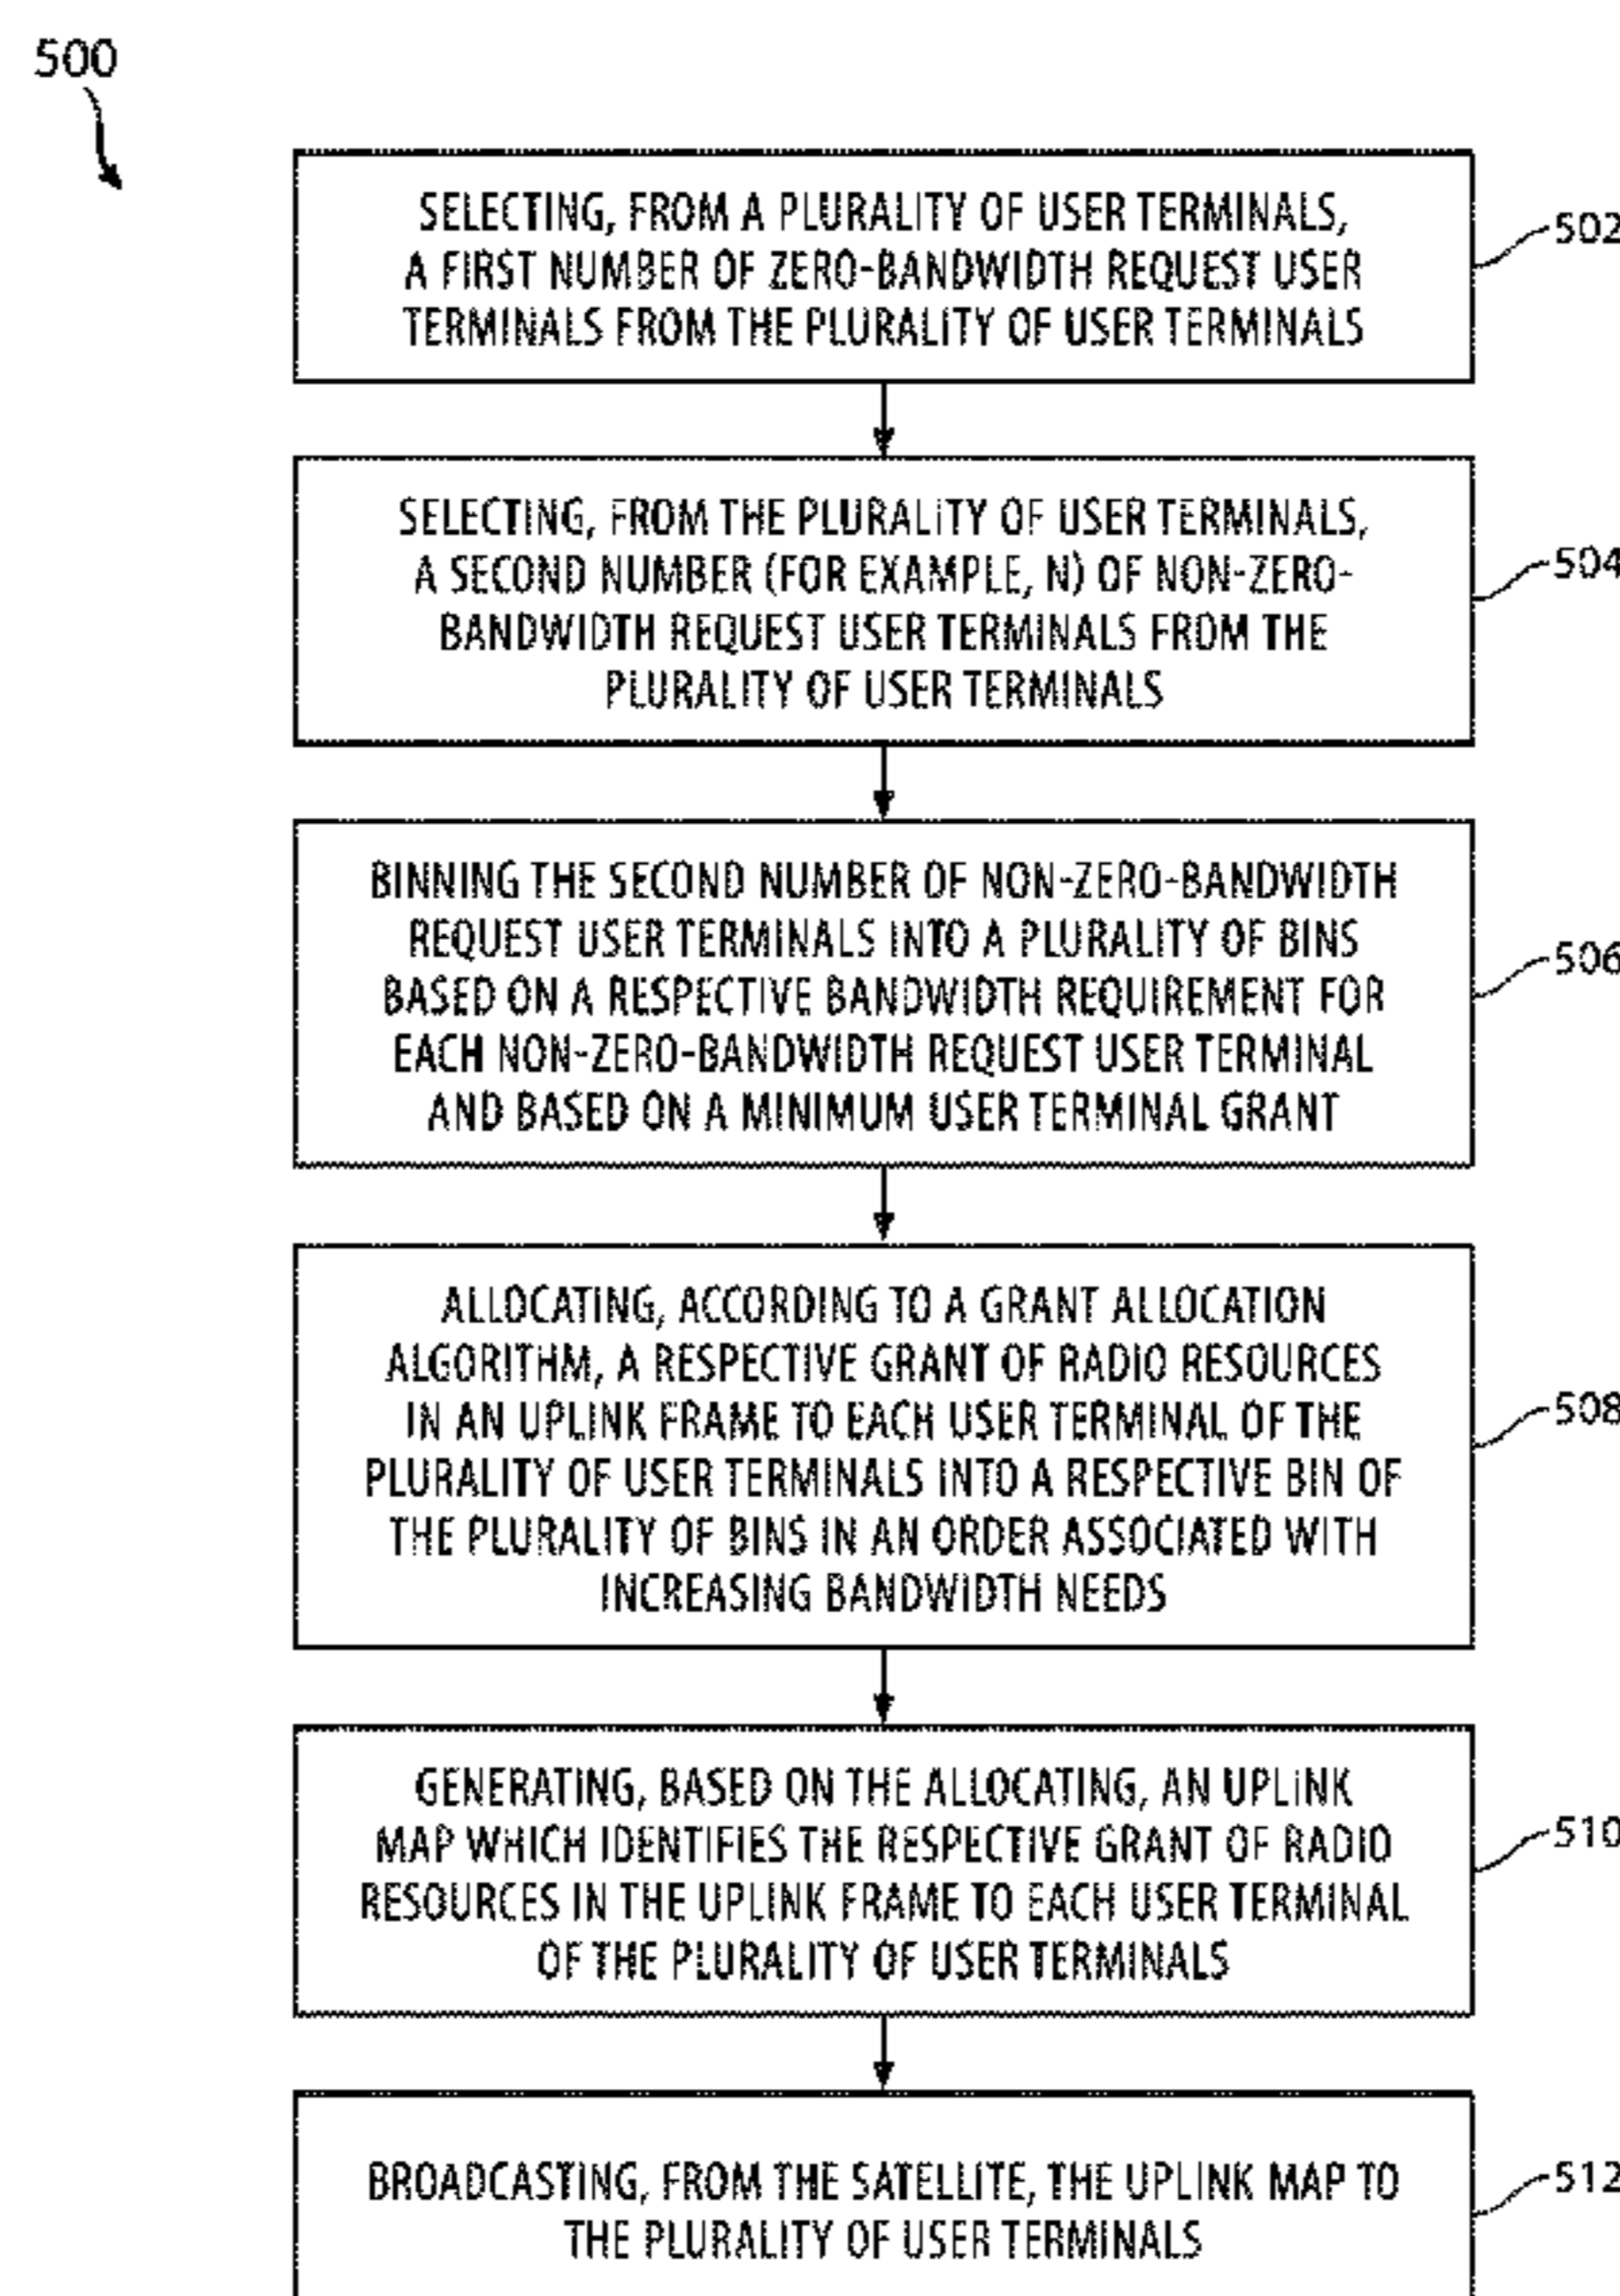 500
SELECTING, FROM A PLURALITY OF USER TERMINALS,
A FIRST NUMBER OF ZERO-BANDWIDTH REQUEST USER
TERMINALS FROM THE PLURALITY OF USER TERMINALS
502
SELECTING, FROM THE PLURALITY OF USER TERMINALS,
A SECOND NUMBER (FOR EXAMPLE, N) OF NON-ZERO-
BANDWIDTH REQUEST USER TERMINALS FROM THE
PLURALITY OF USER TERMINALS
504
BINNING THE SECOND NUMBER OF NON-ZERO-BANDWIDTH
REQUEST USER TERMINALS INTO A PLURALITY OF BINS
BASED ON A RESPECTIVE BANDWIDTH REQUIREMENT FOR
EACH NON-ZERO-BANDWIDTH REQUEST USER TERMINAL
AND BASED ON A MINIMUM USER TERMINAL GRANT
506
ALLOCATING, ACCORDING TO A GRANT ALLOCATION
ALGORITHM, A RESPECTIVE GRANT OF RADIO RESOURCES
IN AN UPLINK FRAME TO EACH USER TERMINAL OF THE
PLURALITY OF USER TERMINALS INTO A RESPECTIVE BIN OF
THE PLURALITY OF BINS IN AN ORDER ASSOCIATED WITH
INCREASING BANDWIDTH NEEDS
508
GENERATING, BASED ON THE ALLOCATING, AN UPLINK
MAP WHICH IDENTIFIES THE RESPECTIVE GRANT OF RADIO
RESOURCES IN THE UPLINK FRAME TO EACH USER TERMINAL
OF THE PLURALITY OF USER TERMINALS
510
BROADCASTING, FROM THE SATELLITE, THE UPLINK MAP TO
THE PLURALITY OF USER TERMINALS
512